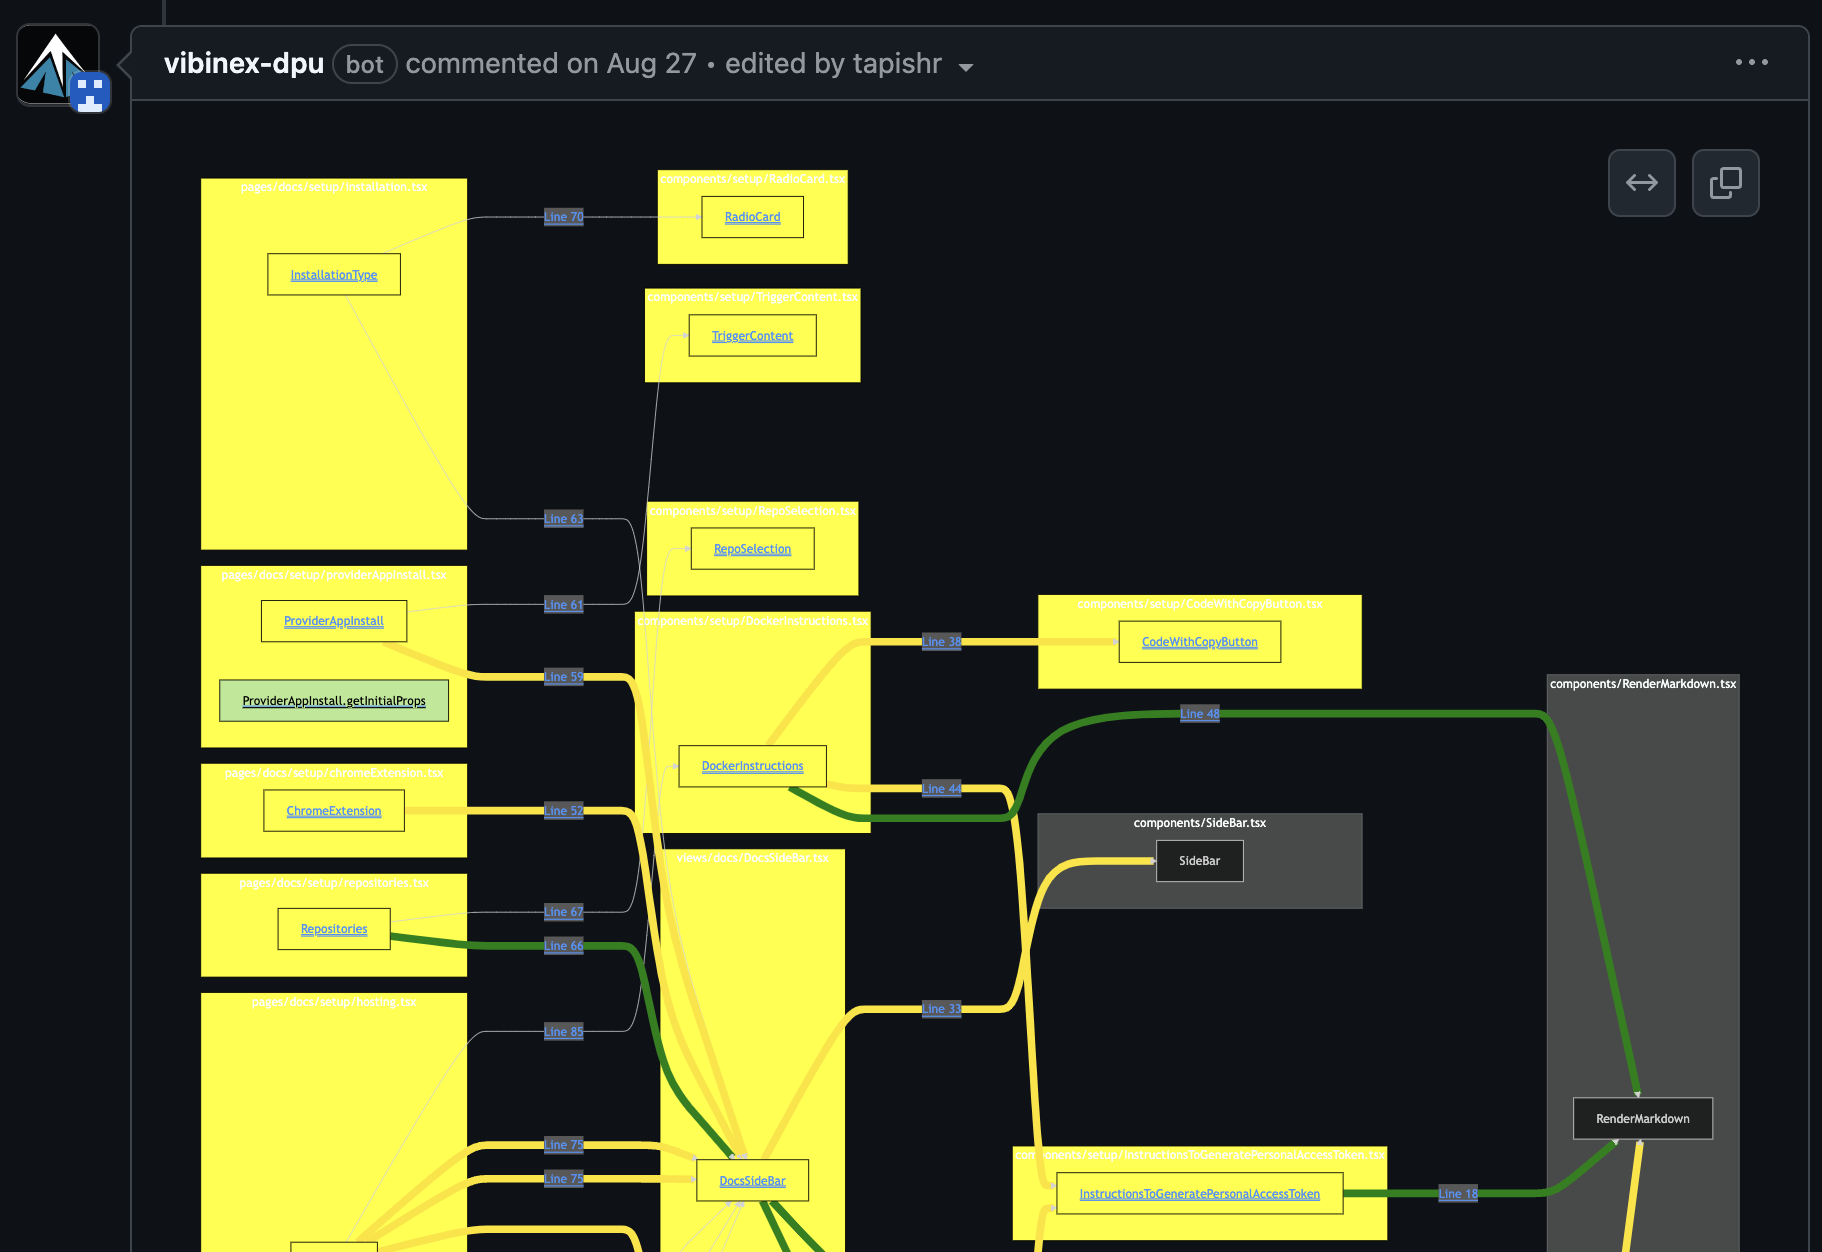 vibinex-dpu bot commented on Aug 27 • edited by tapishr
pages/docs/setup/installation.tsx
InstallationType
Line 70
components/setup/RadioCard.tsx
RadioCard
components/setup/TriggerContent.tsx
TriggerContent
Line 63
components/setup/RepoSelection.tsx
RepoSelection
pages/docs/setup/providerAppInstall.tsx
ProviderAppInstall
ProviderAppInstall.getInitialProps
Line 61
Line 59
components/setup/DockerInstructions.tsx
DockerInstructions
Line 38
components/setup/CodeWithCopyButton.tsx
CodeWithCopyButton
Line 48
components/RenderMarkdown.tsx
pages/docs/setup/chromeExtension.tsx
ChromeExtension
Line 52
Line 44
components/SideBar.tsx
SideBar
views/docs/DocsSideBar.tsx
pages/docs/setup/repositories.tsx
Repositories
Line 67
Line 66
Line 33
pages/docs/setup/hosting.tsx
Line 85
Line 75
Line 75
DocsSideBar
components/setup/InstructionsToGeneratePersonalAccessToken.tsx
InstructionsToGeneratePersonalAccessToken
Line 18
RenderMarkdown